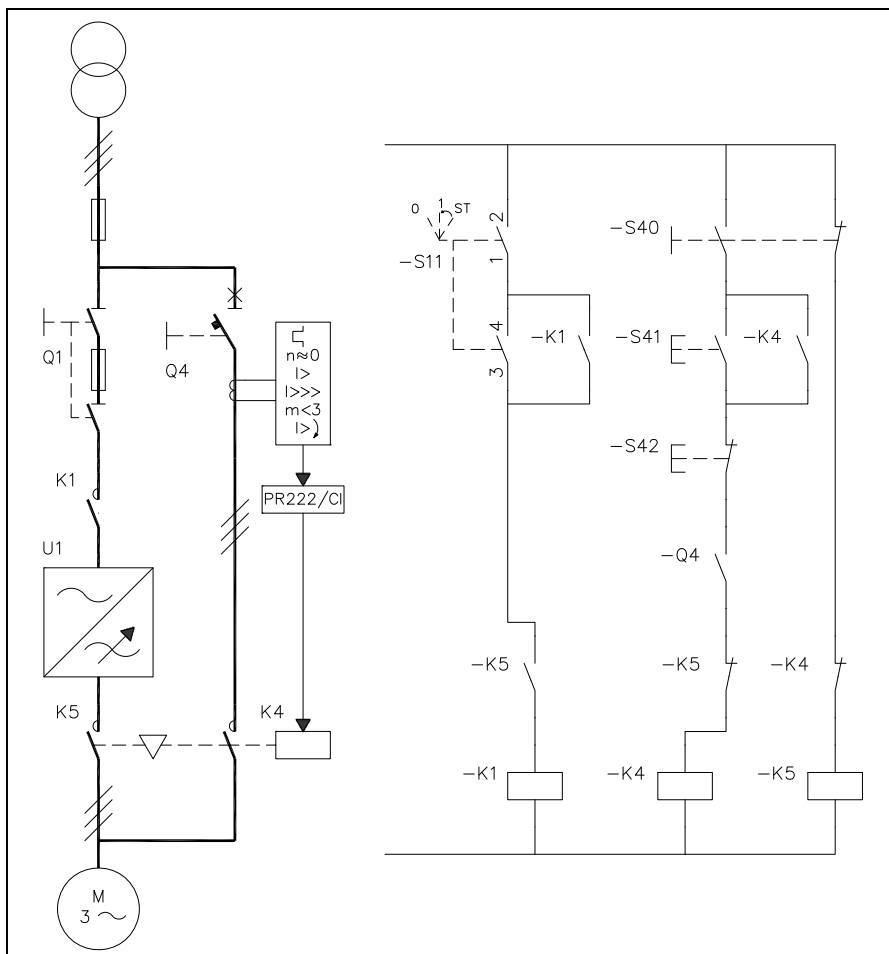 Q1
Q4
n≈0
I>
I>>>
m<3
I>
K1
PR222/CI
U1
K5
K4
M
3 ~
0 1 ST
-S11
2
1
4
3
-K1
-S40
-S41
-K4
-S42
-Q4
-K5
-K5
-K4
-K1
-K4
-K5